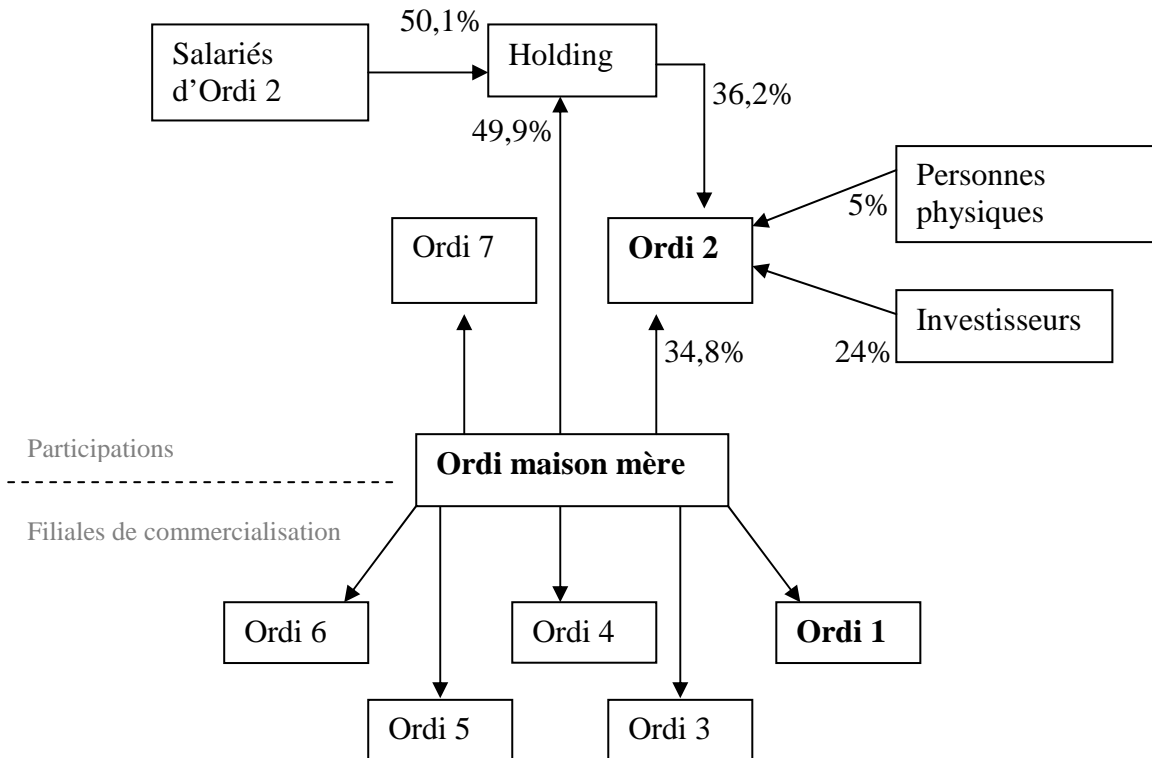 50,1%
Salariés
d’Ordi 2
Holding
36,2%
49,9%
Personnes
physiques
5%
Ordi 7
Ordi 2
Investisseurs
24%
34,8%
Participations
Ordi maison mère
Filiales de commercialisation
Ordi 6
Ordi 4
Ordi 1
Ordi 5
Ordi 3